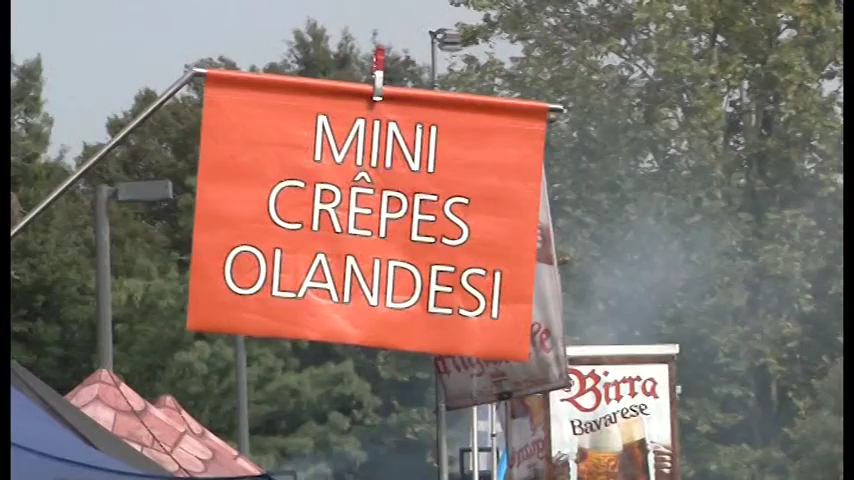 MINI
CRÊPES
OLANDESI
Birra
BAVARESE